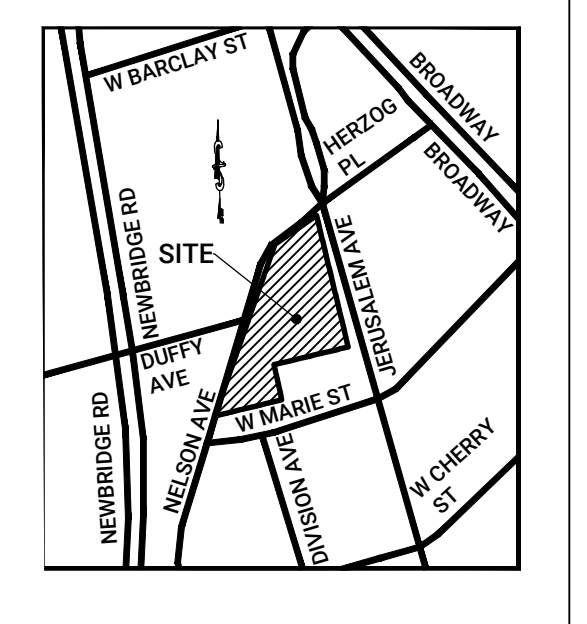 W BARCLAY ST
BROADWAY
HERZOG
PL
BROADWAY
NEWBRIDGE RD
SITE
JERUSALEM AVE
DUFFY
AVE
NELSON AVE
W MARIE ST
NEWBRIDGE RD
DIVISION AVE
W CHERRY
ST